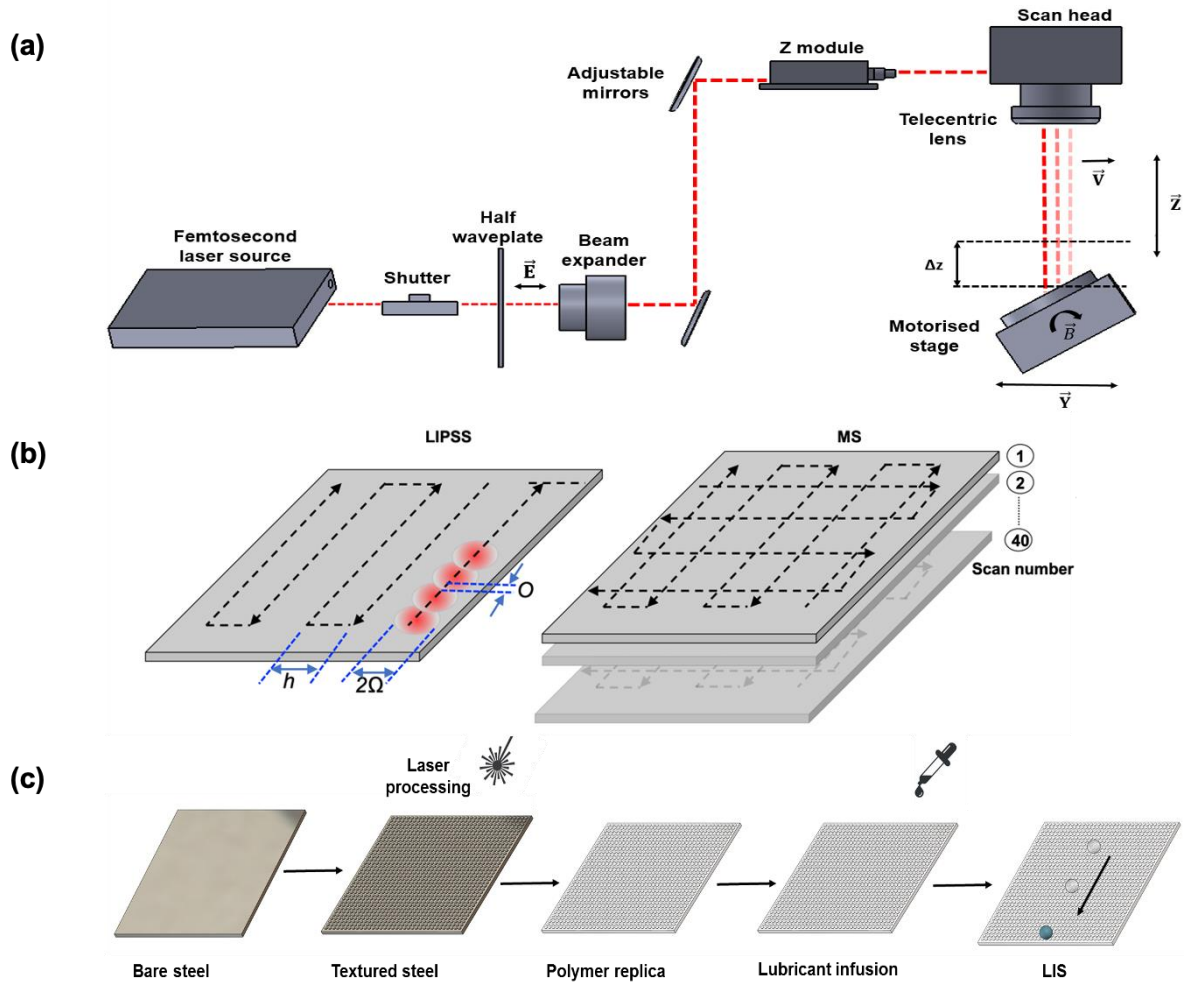 (a)
Scan head
Z module
Adjustable
mirrors
Telecentric
lens
V
Z
Half
waveplate
Femtosecond
laser source
E
Beam
expander
Shutter
Δz
Motorised
stage
B
Y
(b)
LIPSS
MS
1
2
40
Scan number
O
h
2Ω
(c)
Laser
processing
Bare steel
Textured steel
Polymer replica
Lubricant infusion
LIS